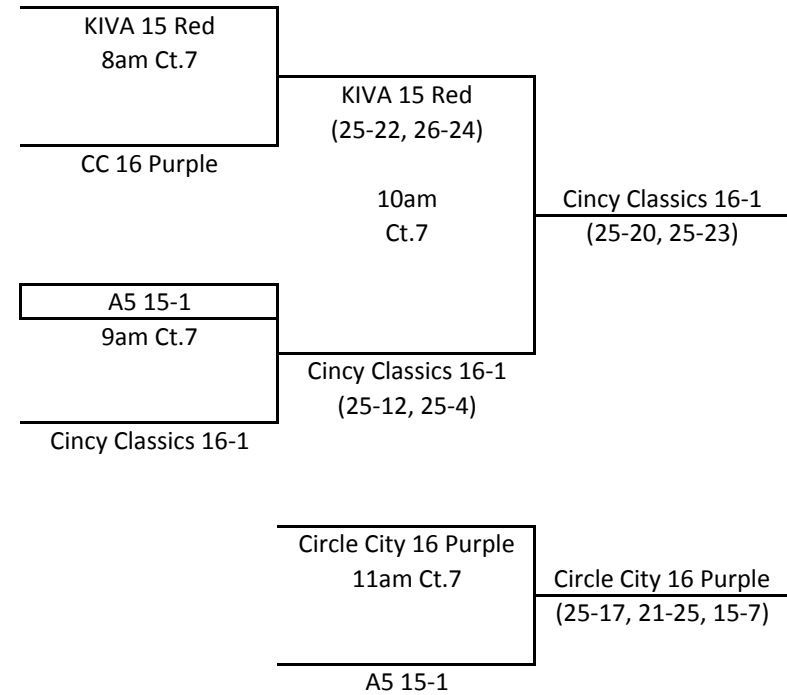 KIVA 15 Red
8am Ct.7
KIVA 15 Red
(25-22, 26-24)
CC 16 Purple
10am
Ct.7
Cincy Classics 16-1
(25-20, 25-23)
A5 15-1
9am Ct.7
Cincy Classics 16-1
(25-12, 25-4)
Cincy Classics 16-1
Circle City 16 Purple
11am Ct.7
Circle City 16 Purple
(25-17, 21-25, 15-7)
A5 15-1